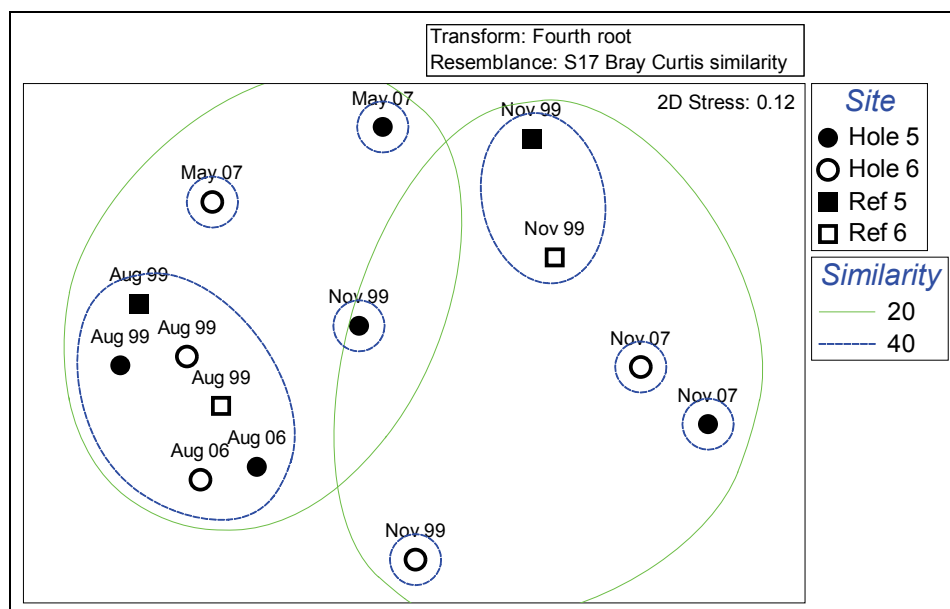 Transform: Fourth root
Resemblance: S17 Bray Curtis similarity
2D Stress: 0.12
May 07
Nov 99
May 07
Nov 99
Aug 99
Nov 99
Aug 99
Aug 99
Nov 07
Aug 99
Nov 07
Aug 06
Aug 06
Nov 99
Site
Hole 5
Hole 6
Ref 5
Ref 6
Similarity
20
40